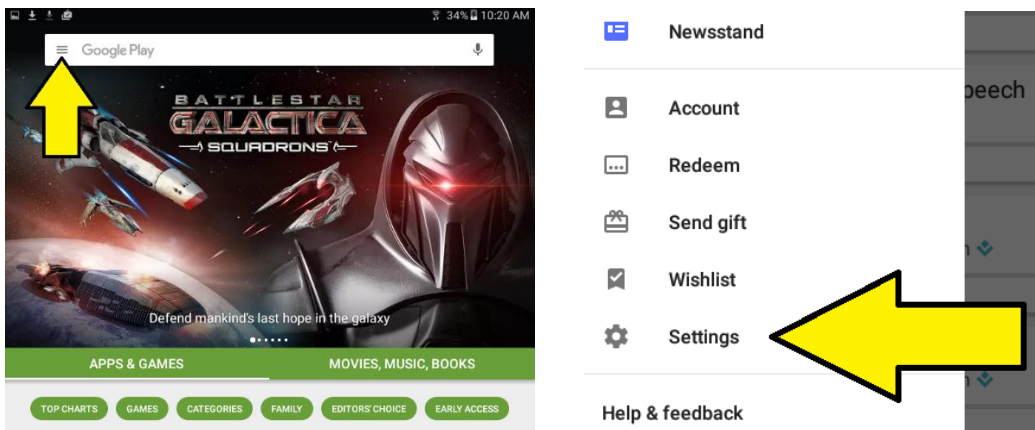 34% 10:20 AM
Google Play
BATTLESTAR
GALACTICA
SQUADRONS
Defend mankind's last hope in the galaxy
APPS & GAMES
MOVIES, MUSIC, BOOKS
TOP CHARTS
GAMES
CATEGORIES
FAMILY
EDITORS' CHOICE
EARLY ACCESS
Newsstand
Account
Redeem
Send gift
Wishlist
Settings
Help & feedback
peech